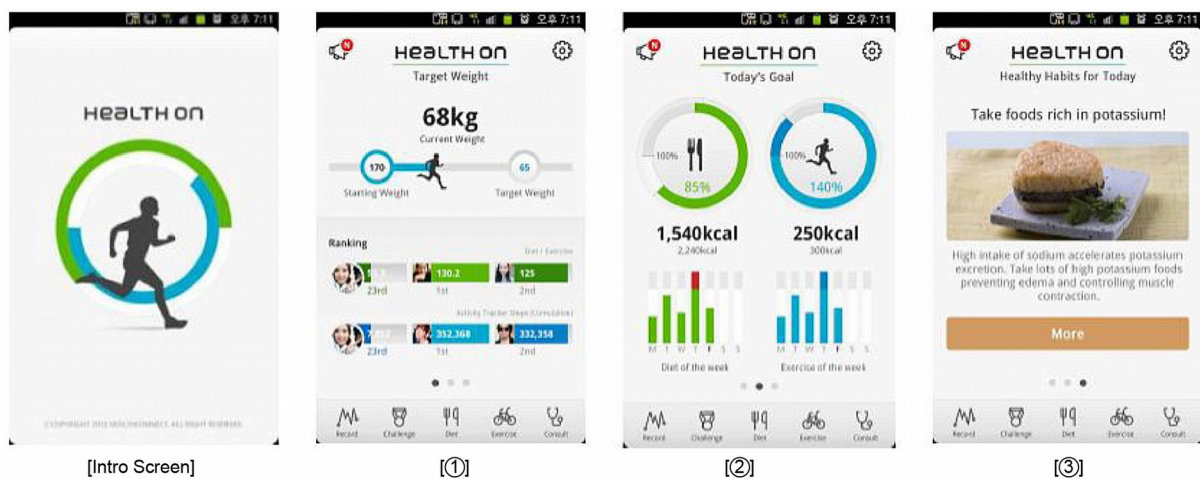 오후 7:11
HEALTH ON
[Intro Screen]
오후 7:11
N
HEALTH ON
Target Weight
68kg
Current Weight
170
65
Starting Weight
Target Weight
Ranking
Diet / Exercise
130.2
125
23rd
1st
2nd
Activity Tracker Steps (Cumulative)
352,368
332,358
23rd
1st
2nd
Record
Challenge
Diet
Exercise
Consult
[①]
오후 7:11
N
HEALTH ON
Today's Goal
100%
85%
100%
140%
1,540kcal
2,240kcal
250kcal
300kcal
M T W T F S S
M T W T F S S
Diet of the week
Exercise of the week
Record
Challenge
Diet
Exercise
Consult
[②]
오후 7:11
N
HEALTH ON
Healthy Habits for Today
Take foods rich in potassium!
High intake of sodium accelerates potassium
excretion. Take lots of high potassium foods
preventing edema and controlling muscle
contraction.
More
Record
Challenge
Diet
Exercise
Consult
[③]